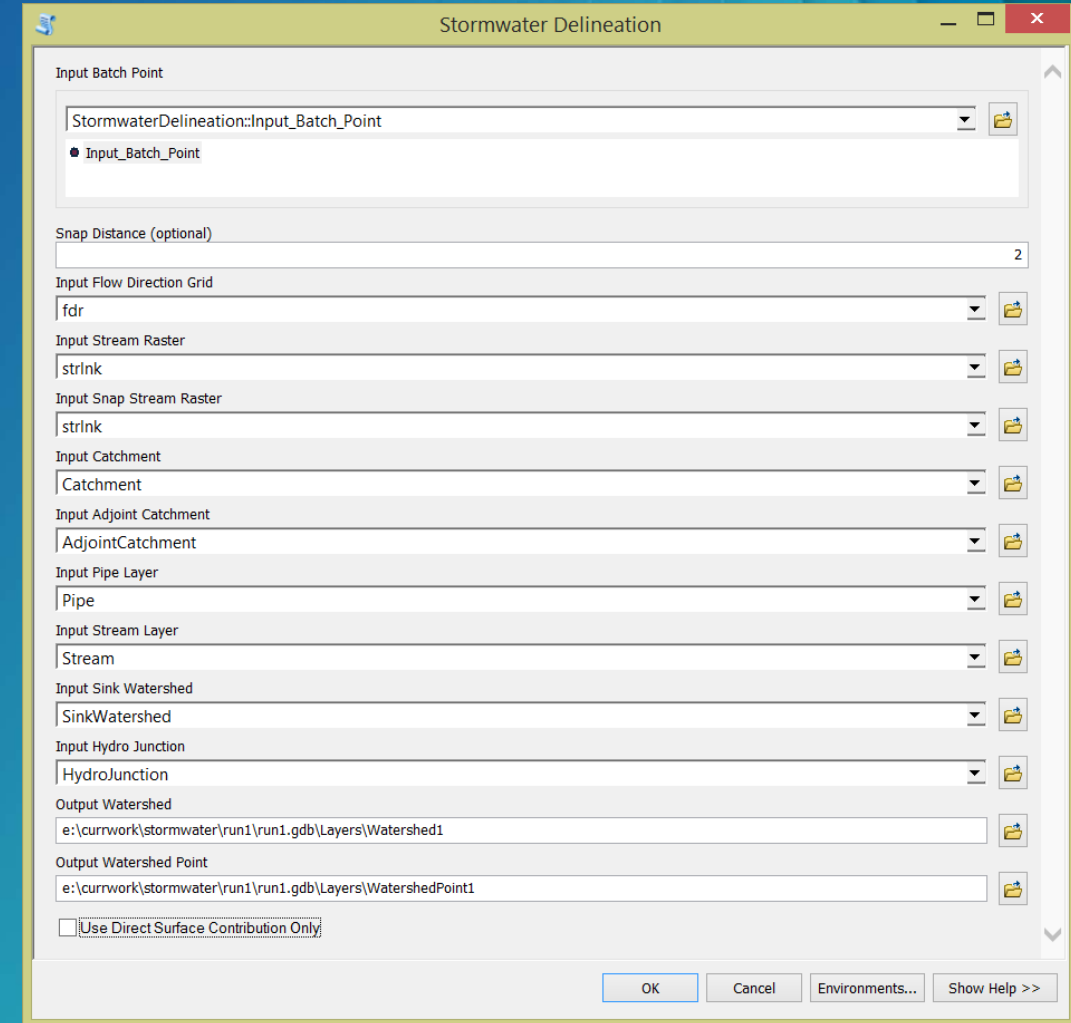 Stormwater Delineation
Input Batch Point
StormwaterDelineation::Input_Batch_Point
Input_Batch_Point
Snap Distance (optional)
2
Input Flow Direction Grid
fdr
Input Stream Raster
strlnk
Input Snap Stream Raster
strlnk
Input Catchment
Catchment
Input Adjoint Catchment
AdjointCatchment
Input Pipe Layer
Pipe
Input Stream Layer
Stream
Input Sink Watershed
SinkWatershed
Input Hydro Junction
HydroJunction
Output Watershed
e:\currwork\stormwater\run1\run1.gdb\Layers\Watershed1
Output Watershed Point
e:\currwork\stormwater\run1\run1.gdb\Layers\WatershedPoint1
Use Direct Surface Contribution Only
OK Cancel Environments... Show Help >>